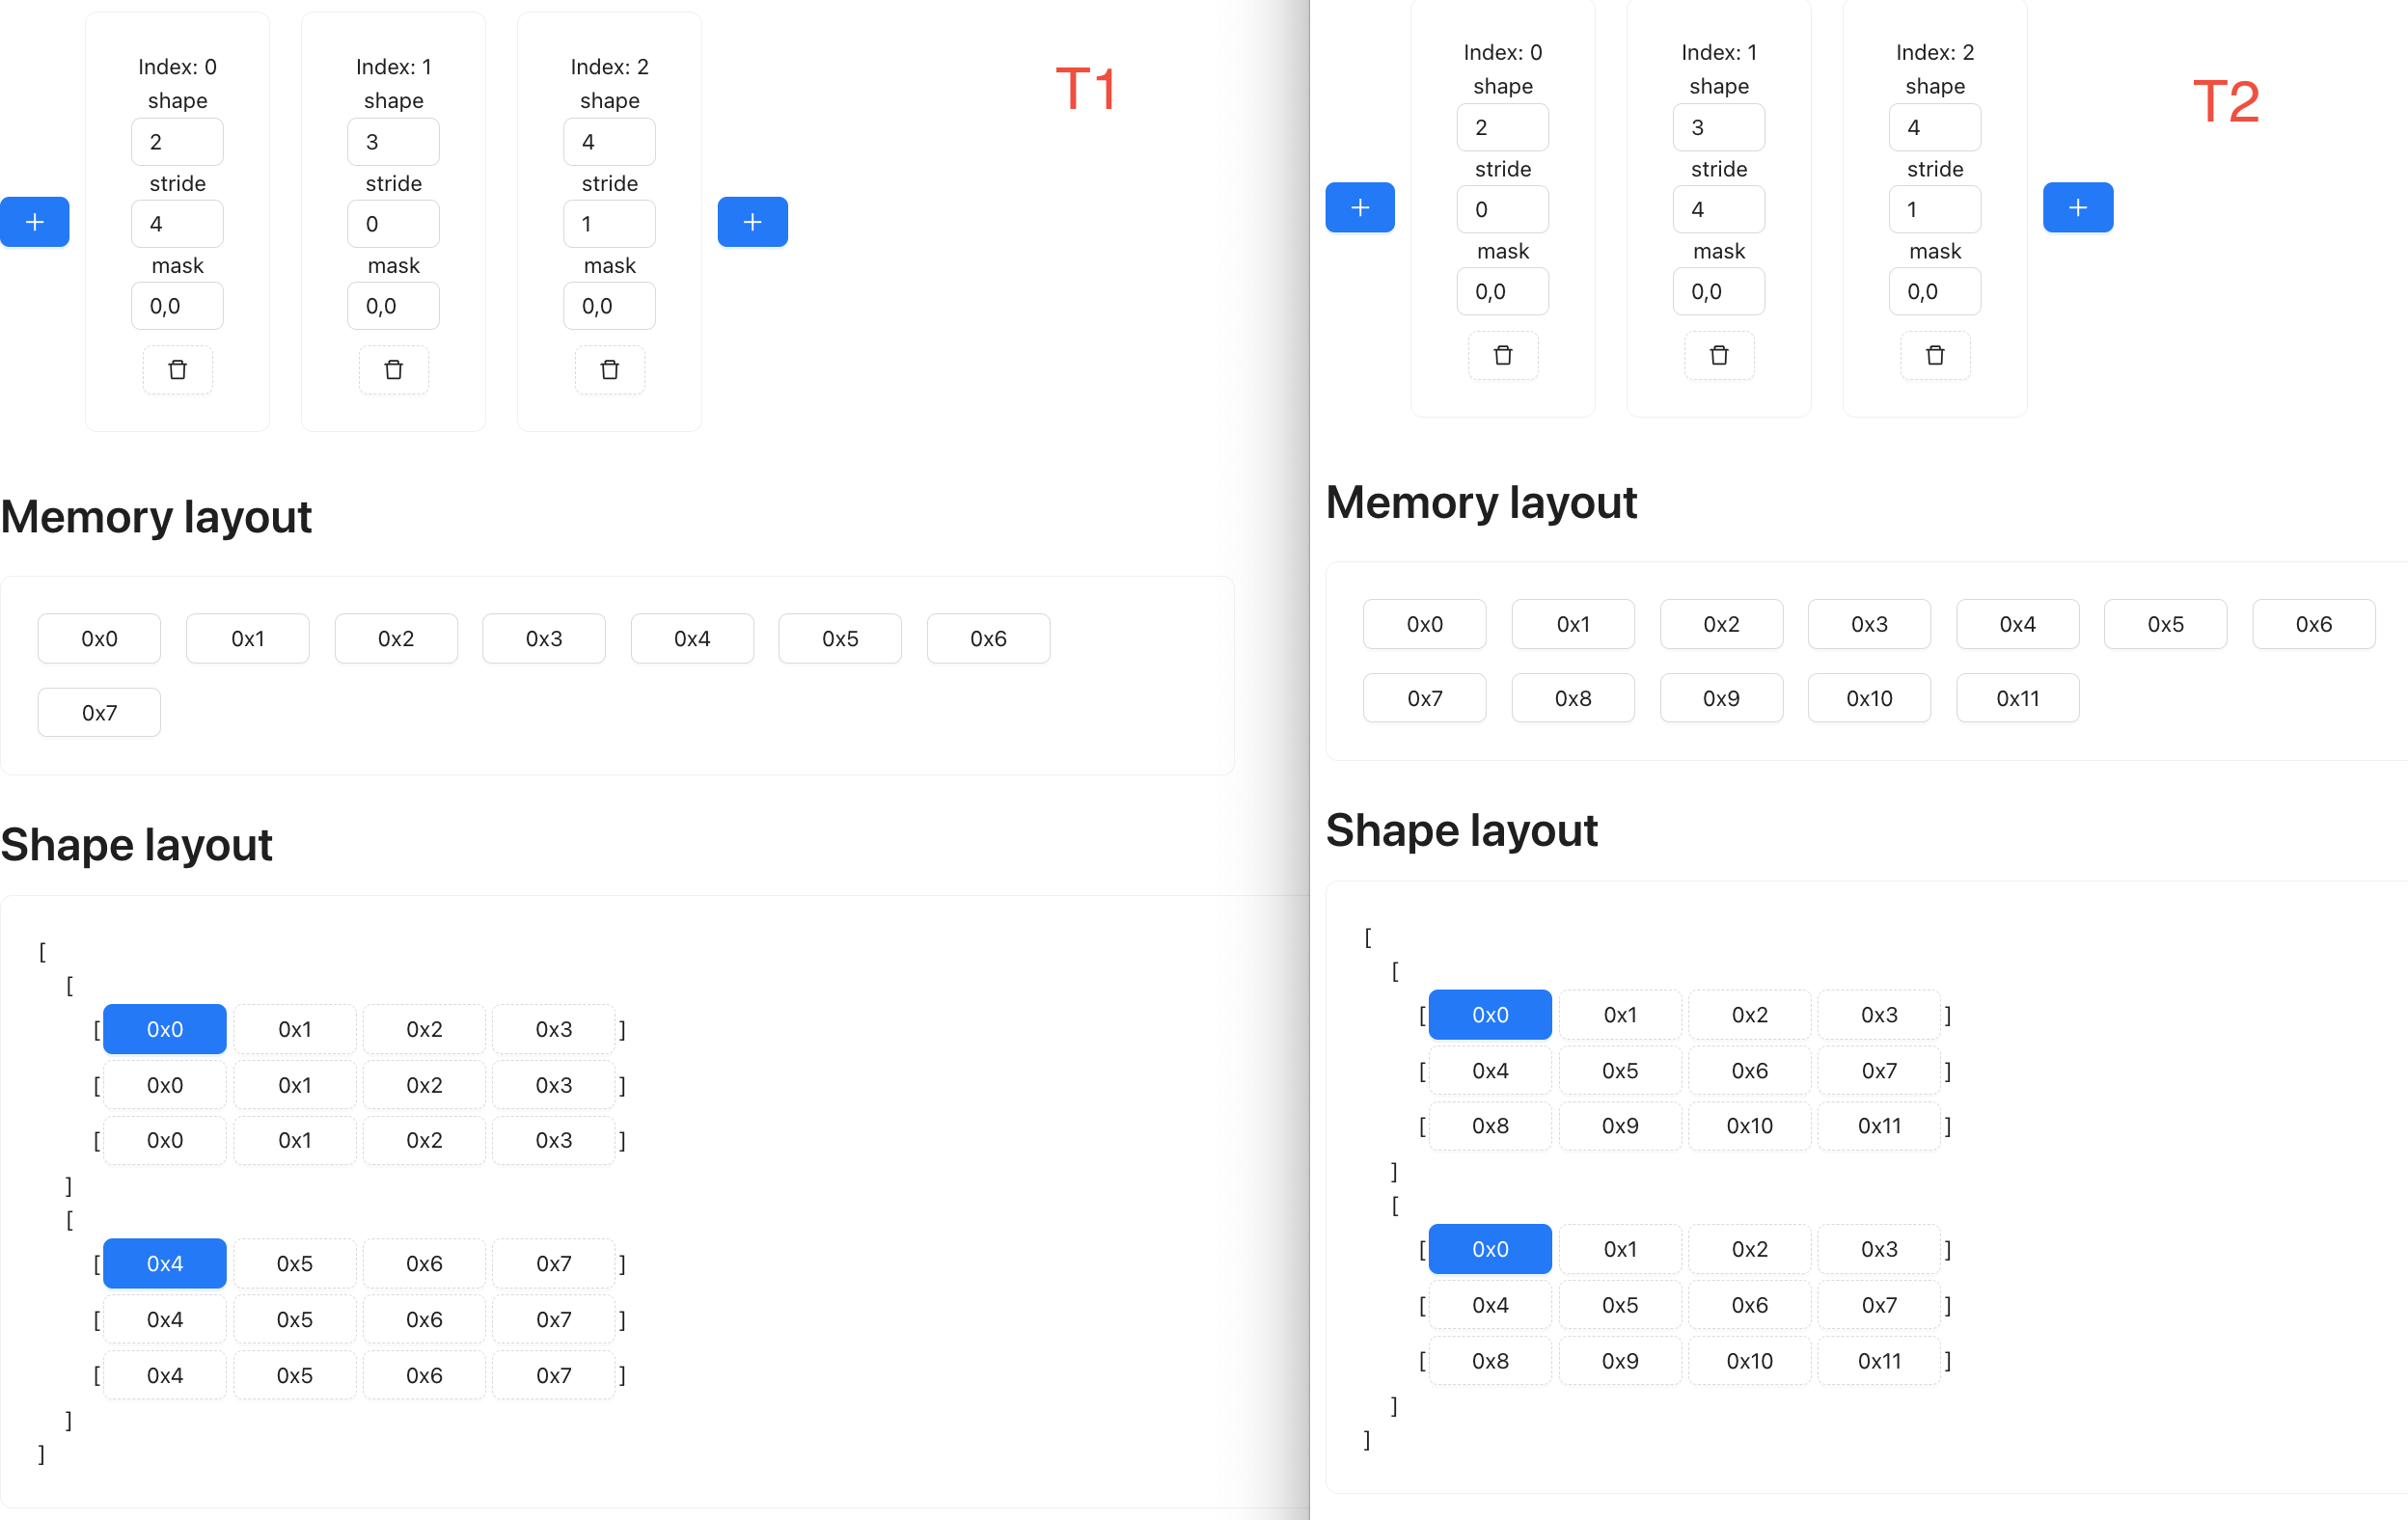 Index: 0 Index: 1 Index: 2 T1
shape shape shape
2 3 4
stride stride stride
+ 4 0 1 +
mask mask mask
0,0 0,0 0,0
Memory layout
0x0 0x1 0x2 0x3 0x4 0x5 0x6
0x7
Shape layout
[
[
[ 0x0 0x1 0x2 0x3 ]
[ 0x0 0x1 0x2 0x3 ]
[ 0x0 0x1 0x2 0x3 ]
]
[
[ 0x4 0x5 0x6 0x7 ]
[ 0x4 0x5 0x6 0x7 ]
[ 0x4 0x5 0x6 0x7 ]
]
]
Index: 0 Index: 1 Index: 2 T2
shape shape shape
2 3 4
stride stride stride
+ 0 4 1 +
mask mask mask
0,0 0,0 0,0
Memory layout
0x0 0x1 0x2 0x3 0x4 0x5 0x6
0x7 0x8 0x9 0x10 0x11
Shape layout
[
[
[ 0x0 0x1 0x2 0x3 ]
[ 0x4 0x5 0x6 0x7 ]
[ 0x8 0x9 0x10 0x11 ]
]
[
[ 0x0 0x1 0x2 0x3 ]
[ 0x4 0x5 0x6 0x7 ]
[ 0x8 0x9 0x10 0x11 ]
]
]